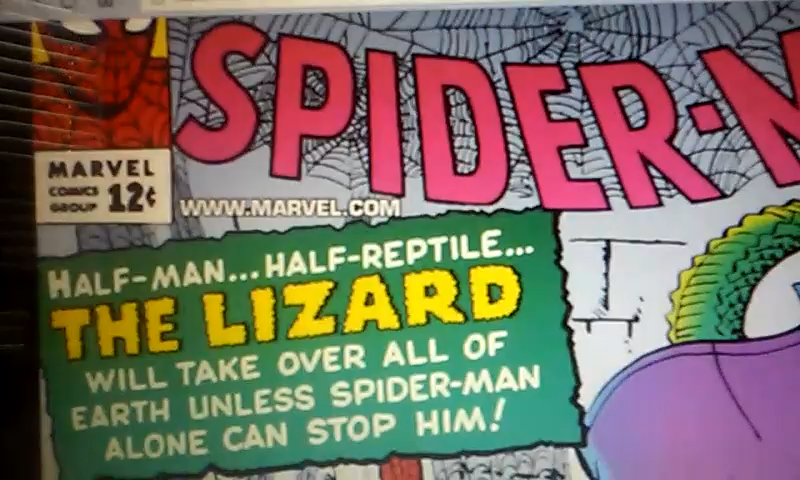 SPIDER-M
MARVEL
COMICS
GROUP 12¢
WWW.MARVEL.COM
HALF-MAN...HALF-REPTILE...
THE LIZARD
WILL TAKE OVER ALL OF
EARTH UNLESS SPIDER-MAN
ALONE CAN STOP HIM!